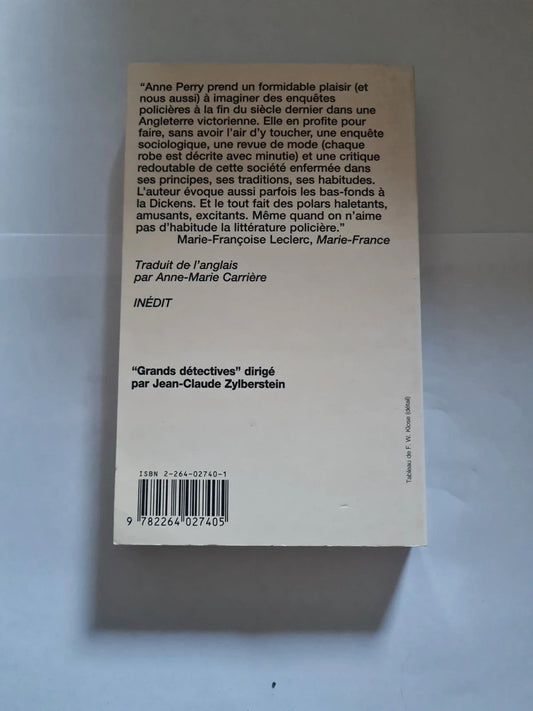 “Anne Perry prend un formidable plaisir (et
nous aussi) à imaginer des enquêtes
policières à la fin du siècle dernier dans une
Angleterre victorienne. Elle en profite pour
faire, sans avoir l’air d’y toucher, une enquête
sociologique, une revue de mode (chaque
robe est décrite avec minutie) et une critique
redoutable de cette société enfermée dans
ses principes, ses traditions, ses habitudes.
L’auteur évoque aussi parfois les bas-fonds à
la Dickens. Et le tout fait des polars haletants,
amusants, excitants. Même quand on n’aime
pas d’habitude la littérature policière.”
Marie-Françoise Leclerc, Marie-France
Traduit de l’anglais
par Anne-Marie Carrière
INÉDIT
“Grands détectives” dirigé
par Jean-Claude Zylberstein
Tableau de F. W. Klose (détail)
ISBN 2-264-02740-1
9 782264 027405